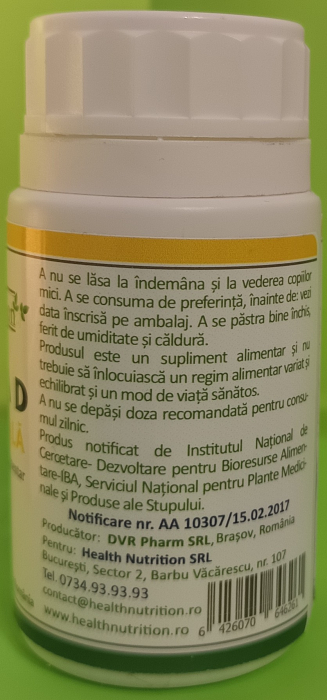 A nu se lăsa la îndemâna și la vederea copiilor
mici. A se consuma de preferință, înainte de: vezi
data înscrisă pe ambalaj. A se păstra bine închis,
ferit de umiditate și căldură.
Produsul este un supliment alimentar și nu
trebuie să înlocuiască un regim alimentar variat și
echilibrat și un mod de viață sănătos.
A nu se depăși doza recomandată pentru consu-
mul zilnic.
Produs notificat de Institutul Național de
Cercetare- Dezvoltare pentru Bioresurse Alimen-
tare-IBA, Serviciul Național pentru Plante Medici-
nale și Produse ale Stupului.
Notificare nr. AA 10307/15.02.2017
Producător: DVR Pharm SRL, Brașov, România
Pentru: Health Nutrition SRL
București, Sector 2, Barbu Văcărescu, nr. 107
Tel. 0734.93.93.93
contact@healthnutrition.ro
www.healthnutrition.ro
6 426070
D